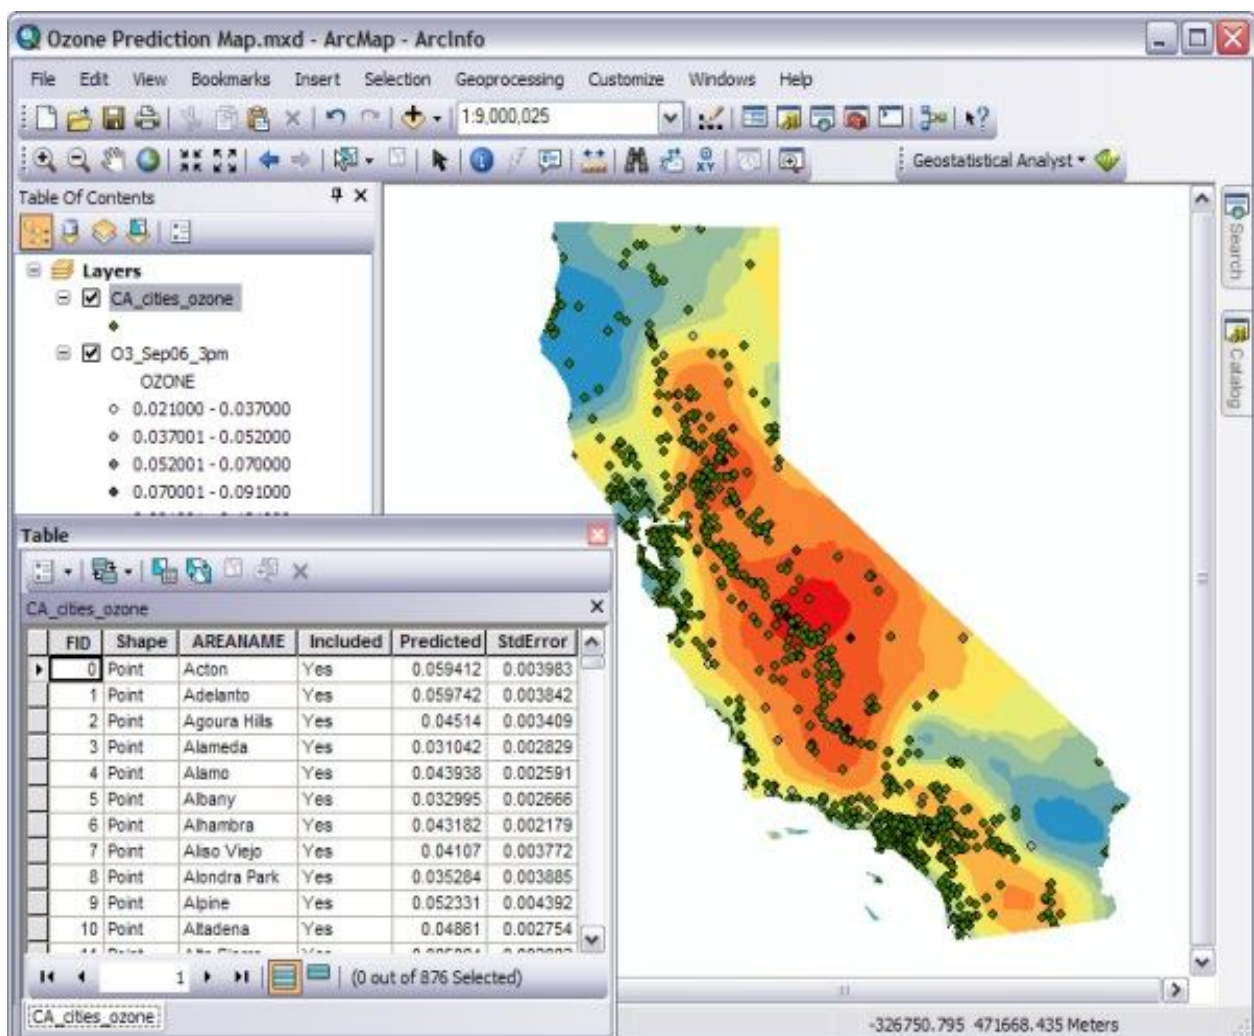 Ozone Prediction Map.mxd - ArcMap - ArcInfo
File Edit View Bookmarks Insert Selection Geoprocessing Customize Windows Help
1:9,000,025
Geostatistical Analyst
Table Of Contents
Layers
CA_cities_ozone
O3_Sep06_3pm
OZONE
0.021000 - 0.037000
0.037001 - 0.052000
0.052001 - 0.070000
0.070001 - 0.091000
Search
Catalog
Table
CA_cities_ozone
FID Shape AREANAME Included Predicted StdError
0 Point Acton Yes 0.059412 0.003983
1 Point Adelanto Yes 0.059742 0.003842
2 Point Agoura Hills Yes 0.04514 0.003409
3 Point Alameda Yes 0.031042 0.002829
4 Point Alamo Yes 0.043938 0.002591
5 Point Albany Yes 0.032995 0.002666
6 Point Alhambra Yes 0.043182 0.002179
7 Point Aliso Viejo Yes 0.04107 0.003772
8 Point Alondra Park Yes 0.035284 0.003885
9 Point Alpine Yes 0.052331 0.004392
10 Point Altadena Yes 0.04861 0.002754
1
(0 out of 876 Selected)
CA_cities_ozone
-326750.795 471668.435 Meters